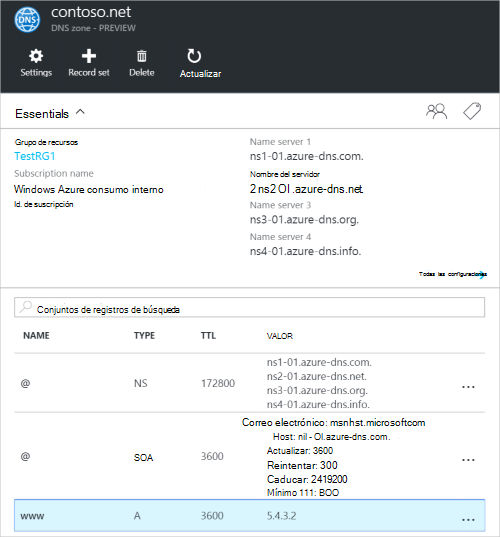 contoso.net
DNS
DNS zone - PREVIEW
Settings
Record set
Delete
Actualizar
Essentials
Grupo de recursos
TestRG1
Subscription name
Windows Azure consumo interno
Id. de suscripción
Name server 1
ns1-01.azure-dns.com.
Nombre del servidor
2 ns2 OI .azure-dns.net
Name server 3
ns3-01.azure-dns.org.
Name server 4
ns4-01.azure-dns.info.
Todas las configuraciones
Conjuntos de registros de búsqueda
NAME TYPE TTL VALOR
@ NS 172800 ns1-01.azure-dns.com.
ns2-01.azure-dns.net.
ns3-01.azure-dns.org.
ns4-01.azure-dns.info.
...
Correo electrónico: msnhst.microsoftcom
Host: nil - OI.azure-dns.com.
Actualizar: 3600
@ SOA 3600 Reintentar: 300
Caducar: 2419200
Mínimo 111: BOO
...
www A 3600 5.4.3.2 ...